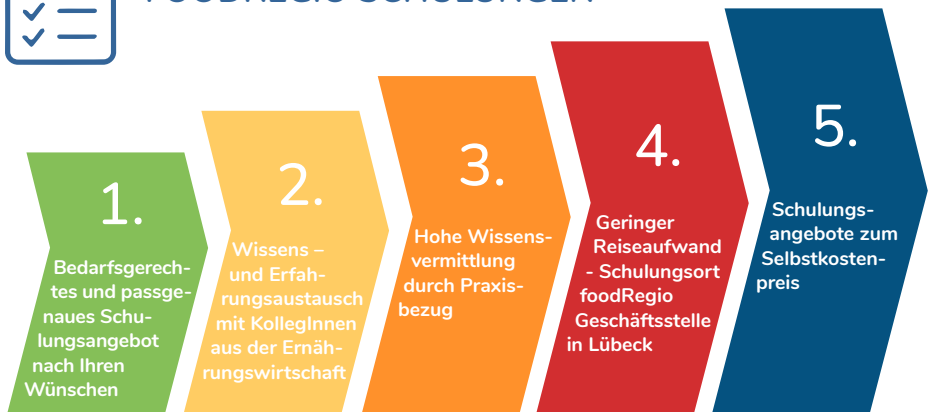 FOODREGIO SCHULUNGEN
1.
Bedarfsgerech-
tes und passge-
naues Schu-
lungsangebot
nach Ihren
Wünschen
2.
Wissens –
und Erfah-
rungsaustausch
mit KollegInnen
aus der Ernäh-
rungswirtschaft
3.
Hohe Wissens-
vermittlung
durch Praxis-
bezug
4.
Geringer
Reiseaufwand
- Schulungsort
foodRegio
Geschäftsstelle
in Lübeck
5.
Schulungs-
angebote zum
Selbstkosten-
preis